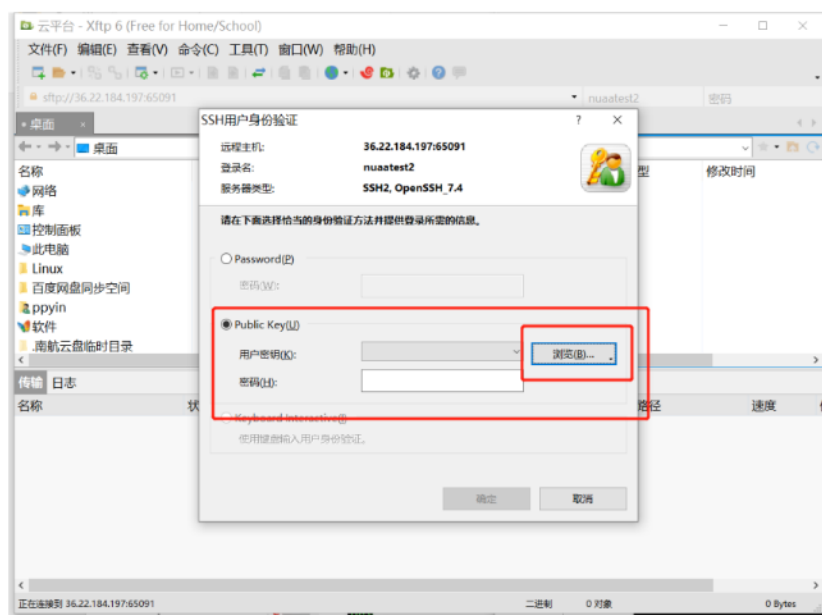 云平台 - Xftp 6 (Free for Home/School)
文件(F) 编辑(E) 查看(V) 命令(C) 工具(T) 窗口(W) 帮助(H)
sftp://36.22.184.197:65091 nuaatest2 密码
桌面
桌面
名称 型 修改时间
网络
库
控制面板
此电脑
Linux
百度网盘同步空间
ppyin
软件
.南航云盘临时目录
SSH用户身份验证 ? ×
远程主机: 36.22.184.197:65091
登录名: nuaatest2
服务器类型: SSH2, OpenSSH_7.4
请在下面选择恰当的身份验证方法并提供登录所需的信息。
Password(P)
密码(W):
Public Key(U)
用户密钥(K): 浏览(B)...
密码(H):
Keyboard Interactive(I)
使用键盘输入用户身份验证。
确定 取消
传输 日志
名称 状 路径 速度
正在连接到 36.22.184.197:65091 二进制 0 对象 0 Bytes